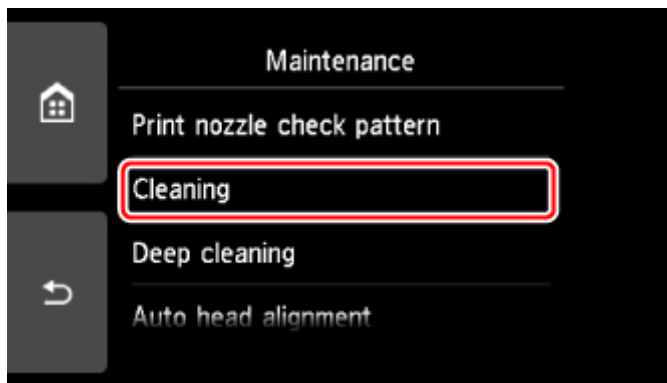 Maintenance
Print nozzle check pattern
Cleaning
Deep cleaning
Auto head alignment